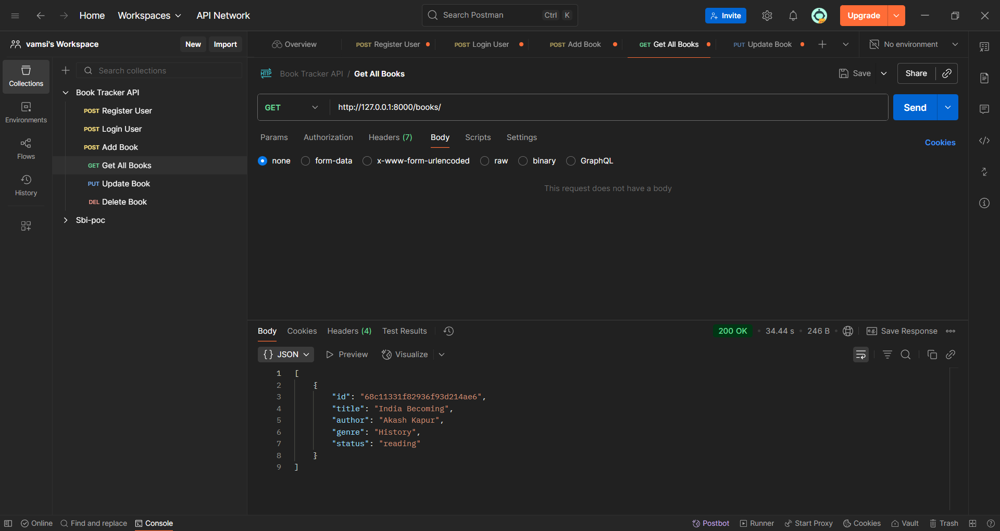 Home Workspaces API Network Search Postman Ctrl K Invite Upgrade
vamsi's Workspace New Import Overview POST Register User POST Login User POST Add Book GET Get All Books PUT Update Book No environment
Collections
Environments
Flows
History
Search collections
Book Tracker API
POST Register User
POST Login User
POST Add Book
GET Get All Books
PUT Update Book
DEL Delete Book
Sbi-poc
HTTP Book Tracker API / Get All Books Save Share
GET http://127.0.0.1:8000/books/ Send
Params Authorization Headers (7) Body Scripts Settings Cookies
none form-data x-www-form-urlencoded raw binary GraphQL
This request does not have a body
Body Cookies Headers (4) Test Results 200 OK • 34.44 s • 246 B • e.g. Save Response
{} JSON Preview Visualize
1 [
2 {
3 "id": "68c11331f82936f93d214ae6",
4 "title": "India Becoming",
5 "author": "Akash Kapur",
6 "genre": "History",
7 "status": "reading"
8 }
9 ]
Online Find and replace Console Postbot Runner Start Proxy Cookies Vault Trash